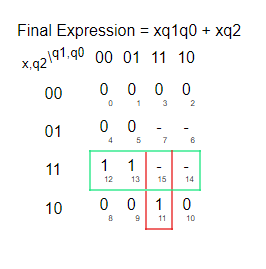 Final Expression = xq1q0 + xq2
x,q2\q1,q0 00 01 11 10
00 0 0 0 0
0 1 3 2
01 0 0 - -
4 5 7 6
11 1 1 - -
12 13 15 14
10 0 0 1 0
8 9 11 10